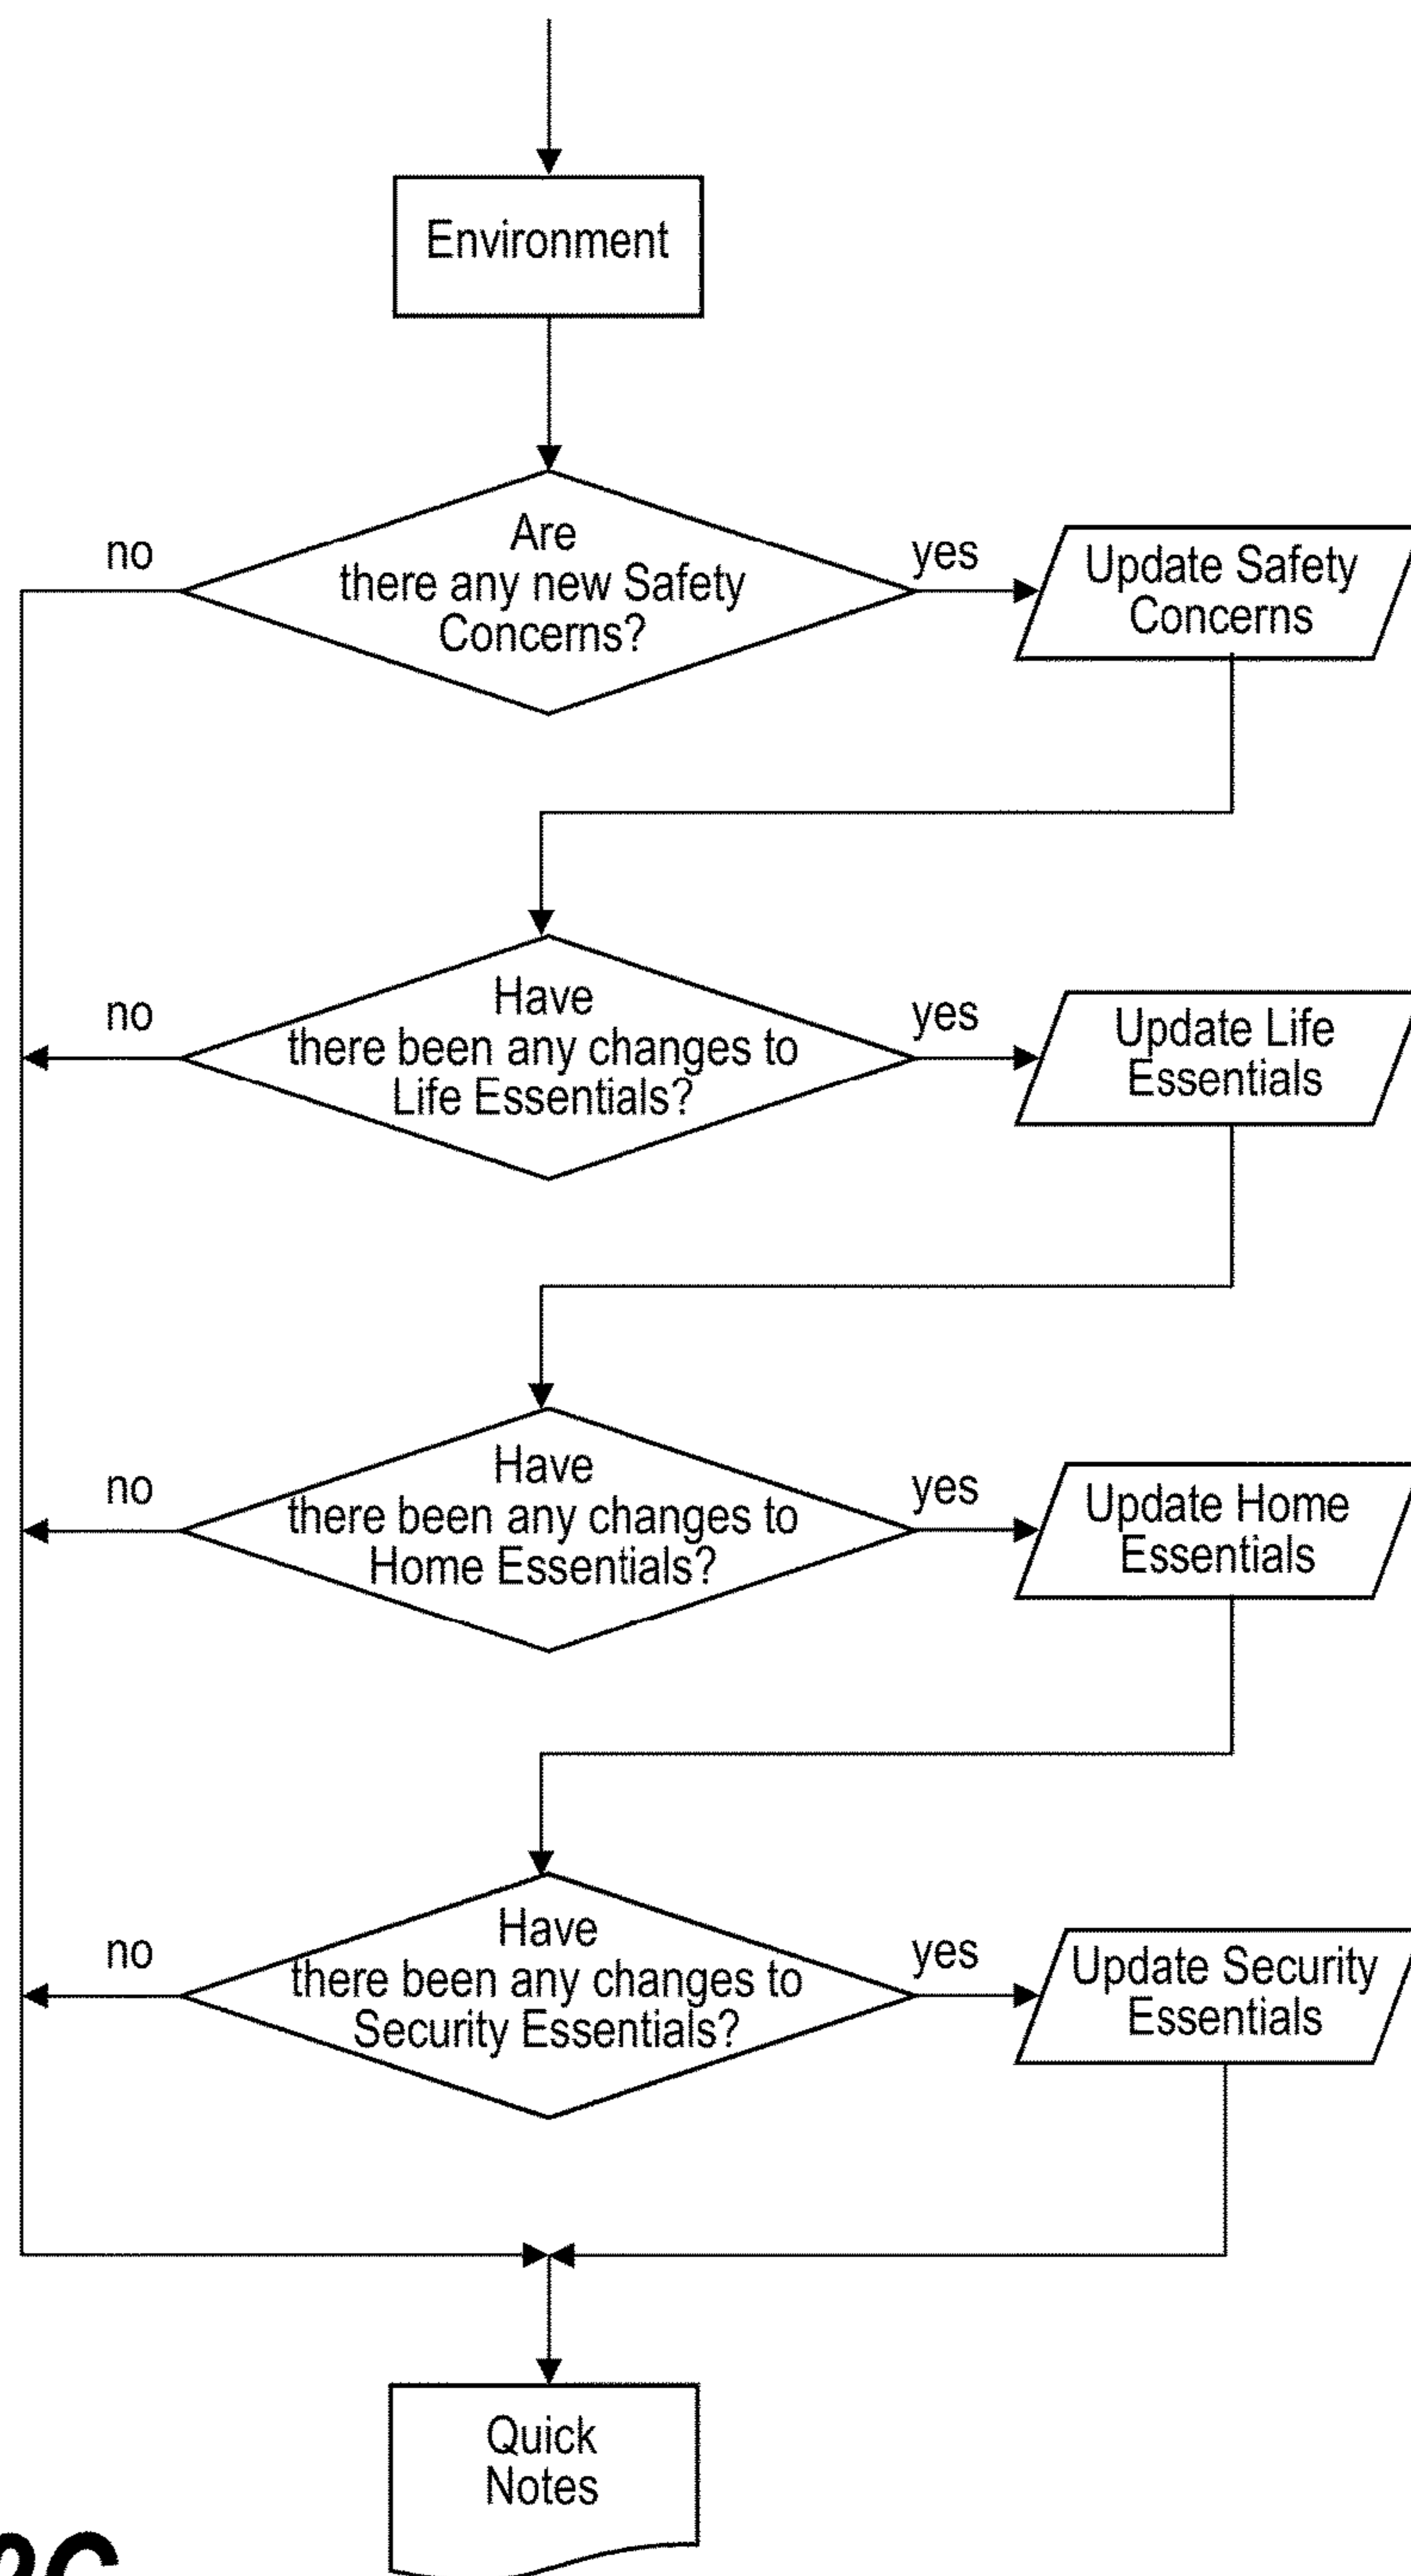 Environment
Are
there any new Safety
Concerns?
no
yes
Update Safety
Concerns
Have
there been any changes to
Life Essentials?
no
yes
Update Life
Essentials
Have
there been any changes to
Home Essentials?
no
yes
Update Home
Essentials
Have
there been any changes to
Security Essentials?
no
yes
Update Security
Essentials
Quick
Notes
2C